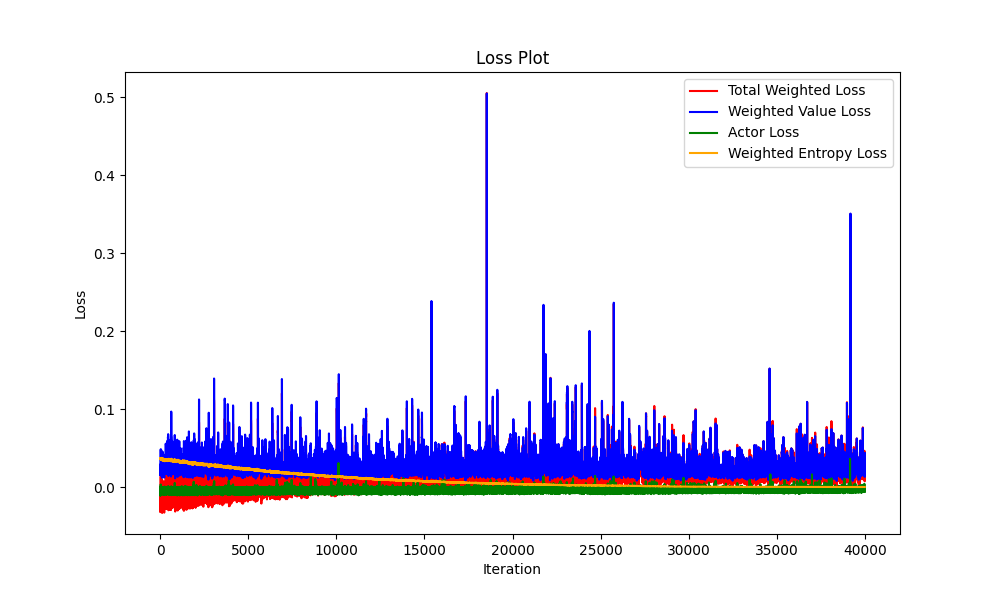 Loss Plot
Total Weighted Loss
Weighted Value Loss
Actor Loss
Weighted Entropy Loss
0.5
0.4
0.3
0.2
0.1
0.0
Loss
0 5000 10000 15000 20000 25000 30000 35000 40000
Iteration